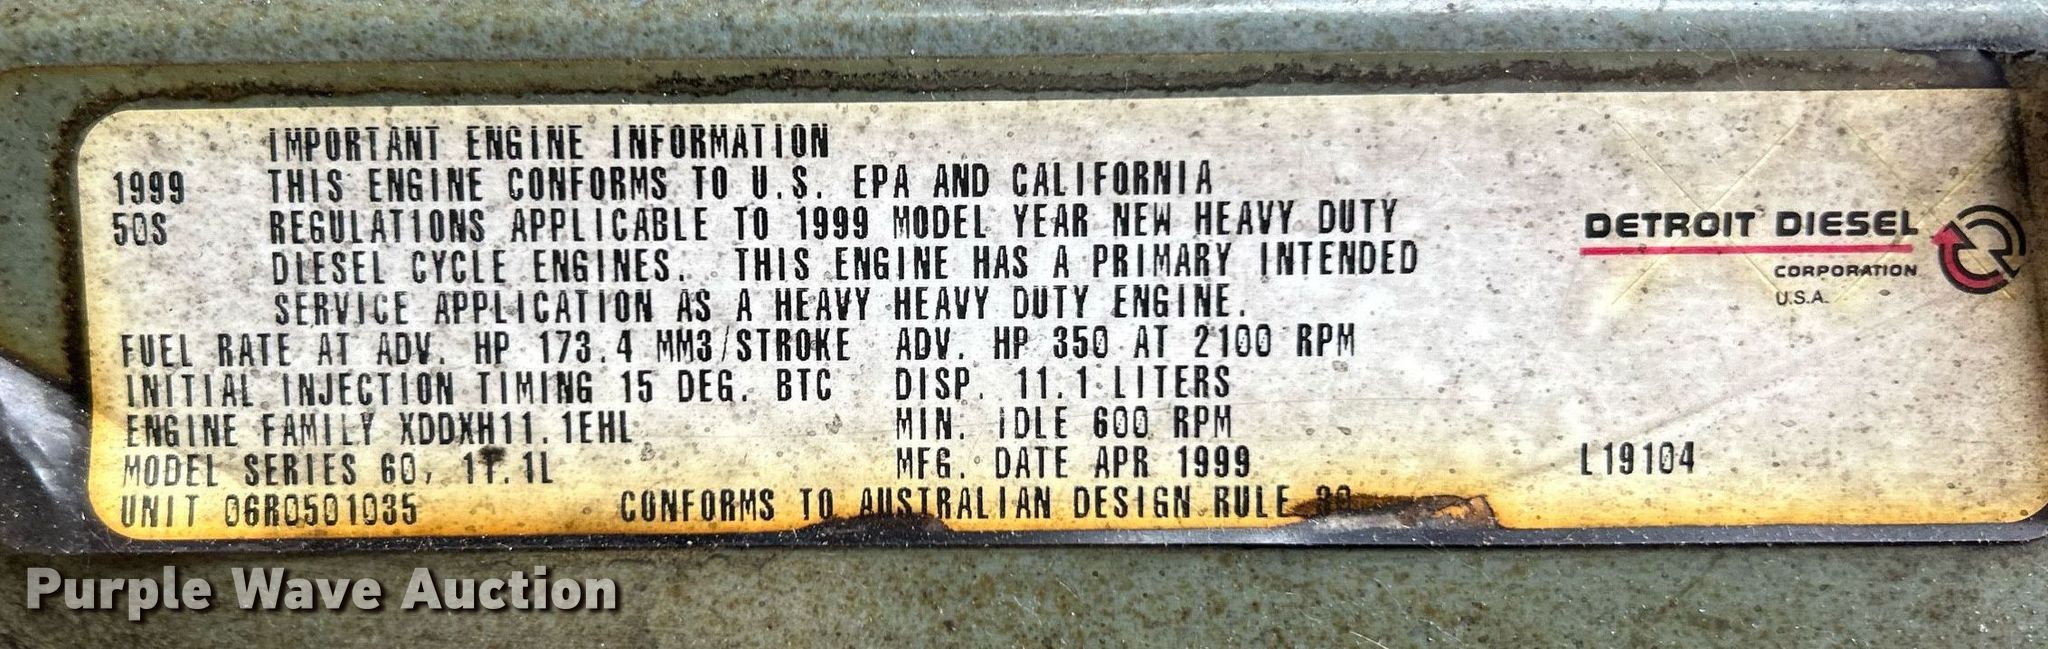 IMPORTANT ENGINE INFORMATION
1999 THIS ENGINE CONFORMS TO U.S. EPA AND CALIFORNIA
50S REGULATIONS APPLICABLE TO 1999 MODEL YEAR NEW HEAVY DUTY
DIESEL CYCLE ENGINES. THIS ENGINE HAS A PRIMARY INTENDED
SERVICE APPLICATION AS A HEAVY HEAVY DUTY ENGINE.
FUEL RATE AT ADV. HP 173.4 MM3/STROKE ADV. HP 350 AT 2100 RPM
INITIAL INJECTION TIMING 15 DEG. BTC DISP. 11.1 LITERS
ENGINE FAMILY XDDXH11.1EHL MIN. IDLE 600 RPM
MODEL SERIES 60, 11.1L MFG. DATE APR 1999 L19104
UNIT 06R0501035 CONFORMS TO AUSTRALIAN DESIGN RULE
DETROIT DIESEL
CORPORATION
U.S.A.
Purple Wave Auction